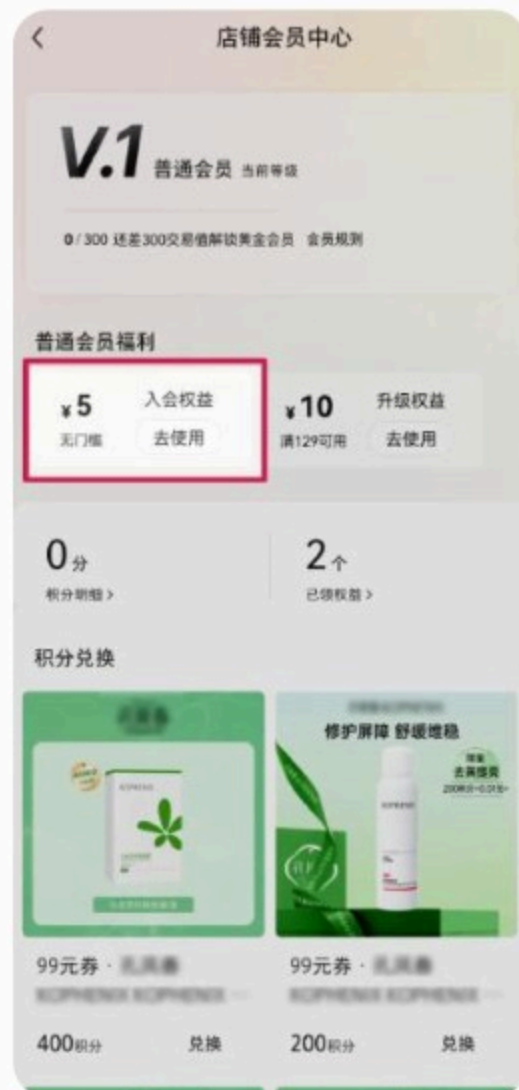 店铺会员中心
V.1 普通会员 当前等级
0/300 还差300交易值解锁黄金会员 会员规则
普通会员福利
¥5 入会权益
无门槛 去使用
¥10 升级权益
满129可用 去使用
0分
积分明细>
2个
已领权益>
积分兑换
修护屏障 舒缓维稳
99元券·
400积分 兑换
99元券·
200积分 兑换